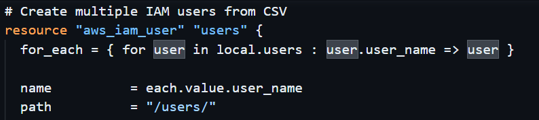 # Create multiple IAM users from CSV
resource "aws_iam_user" "users" {
  for_each = { for user in local.users : user.user_name => user }

  name          = each.value.user_name
  path          = "/users/"